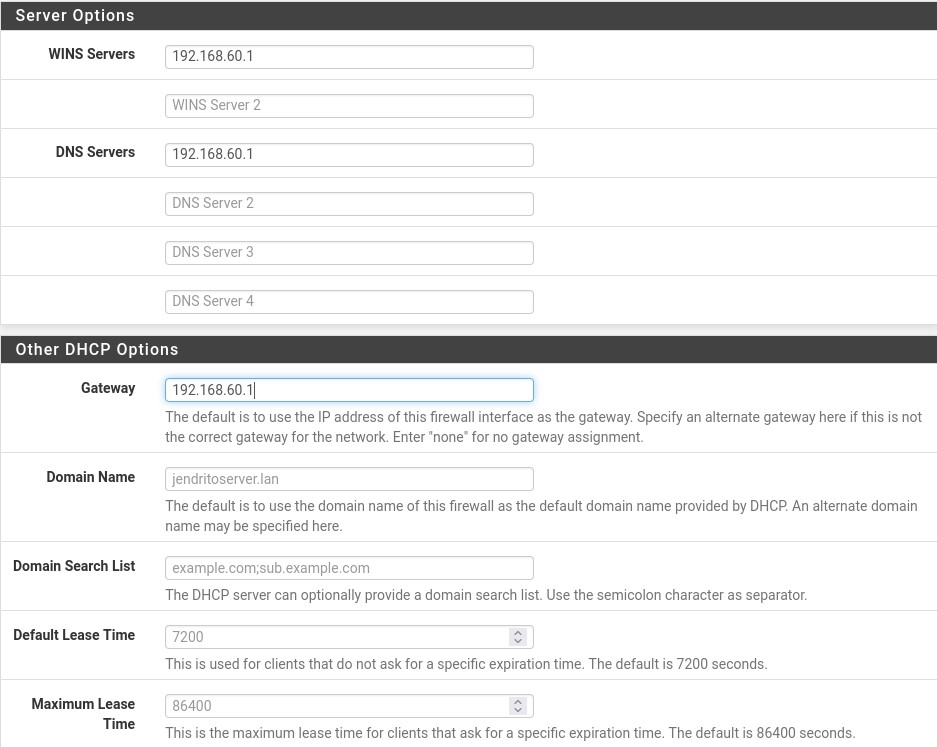 Server Options
WINS Servers
192.168.60.1
WINS Server 2
DNS Servers
192.168.60.1
DNS Server 2
DNS Server 3
DNS Server 4
Other DHCP Options
Gateway
192.168.60.1
The default is to use the IP address of this firewall interface as the gateway. Specify an alternate gateway here if this is not
the correct gateway for the network. Enter "none" for no gateway assignment.
Domain Name
jendritoserver.lan
The default is to use the domain name of this firewall as the default domain name provided by DHCP. An alternate domain
name may be specified here.
Domain Search List
example.com;sub.example.com
The DHCP server can optionally provide a domain search list. Use the semicolon character as separator.
Default Lease Time
7200
This is used for clients that do not ask for a specific expiration time. The default is 7200 seconds.
Maximum Lease
Time
86400
This is the maximum lease time for clients that ask for a specific expiration time. The default is 86400 seconds.